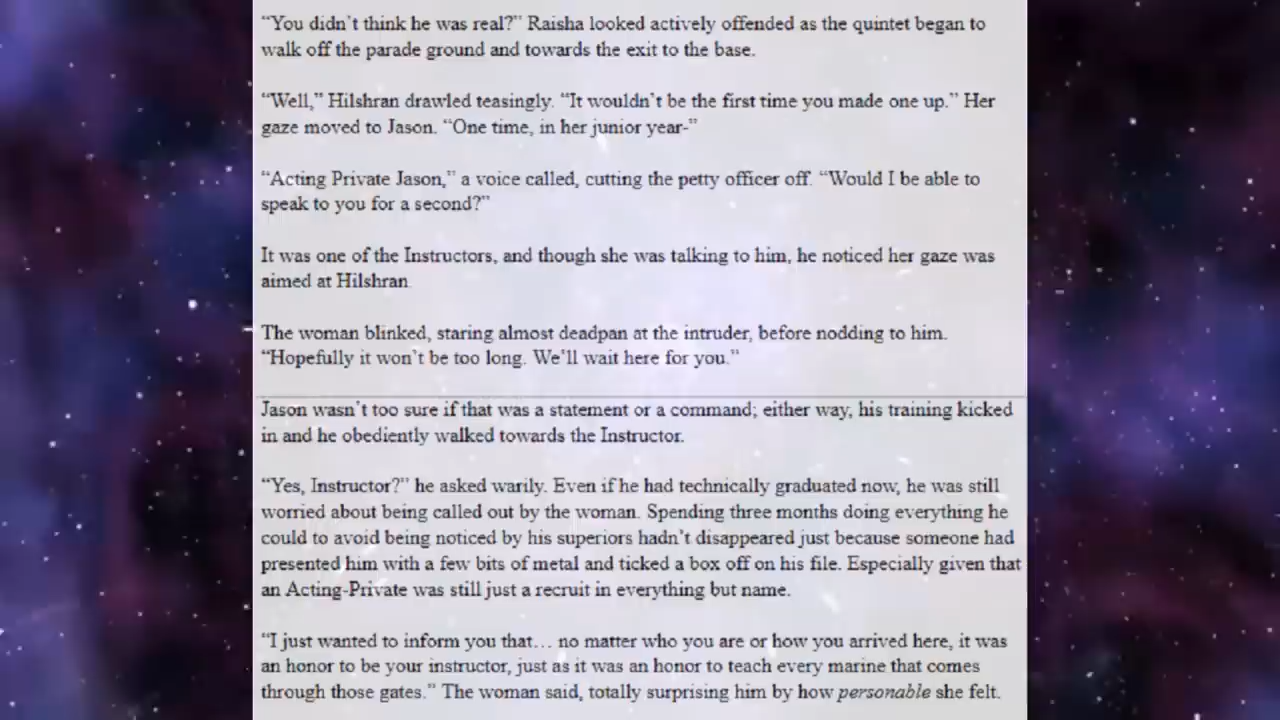 “You didn’t think he was real?” Raisha looked actively offended as the quintet began to
walk off the parade ground and towards the exit to the base.
“Well,” Hilshran drawled teasingly. “It wouldn’t be the first time you made one up.” Her
gaze moved to Jason. “One time, in her junior year-”
“Acting Private Jason,” a voice called, cutting the petty officer off. “Would I be able to
speak to you for a second?”
It was one of the Instructors, and though she was talking to him, he noticed her gaze was
aimed at Hilshran.
The woman blinked, staring almost deadpan at the intruder, before nodding to him.
“Hopefully it won’t be too long. We’ll wait here for you.”
Jason wasn’t too sure if that was a statement or a command; either way, his training kicked
in and he obediently walked towards the Instructor.
“Yes, Instructor?” he asked warily. Even if he had technically graduated now, he was still
worried about being called out by the woman. Spending three months doing everything he
could to avoid being noticed by his superiors hadn’t disappeared just because someone had
presented him with a few bits of metal and ticked a box off on his file. Especially given that
an Acting-Private was still just a recruit in everything but name.
“I just wanted to inform you that… no matter who you are or how you arrived here, it was
an honor to be your instructor, just as it was an honor to teach every marine that comes
through those gates.” The woman said, totally surprising him by how personable she felt.